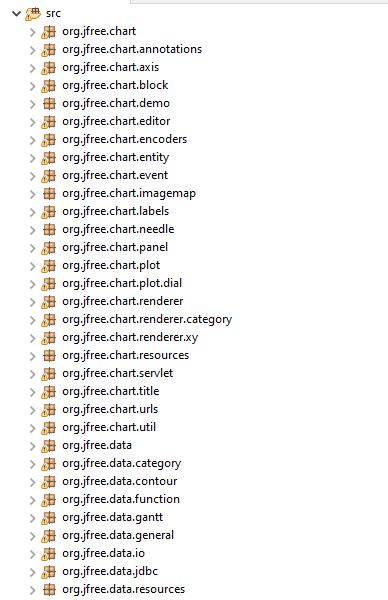 src
org.jfree.chart
org.jfree.chart.annotations
org.jfree.chart.axis
org.jfree.chart.block
org.jfree.chart.demo
org.jfree.chart.editor
org.jfree.chart.encoders
org.jfree.chart.entity
org.jfree.chart.event
org.jfree.chart.imagemap
org.jfree.chart.labels
org.jfree.chart.needle
org.jfree.chart.panel
org.jfree.chart.plot
org.jfree.chart.plot.dial
org.jfree.chart.renderer
org.jfree.chart.renderer.category
org.jfree.chart.renderer.xy
org.jfree.chart.resources
org.jfree.chart.servlet
org.jfree.chart.title
org.jfree.chart.urls
org.jfree.chart.util
org.jfree.data
org.jfree.data.category
org.jfree.data.contour
org.jfree.data.function
org.jfree.data.gantt
org.jfree.data.general
org.jfree.data.io
org.jfree.data.jdbc
org.jfree.data.resources